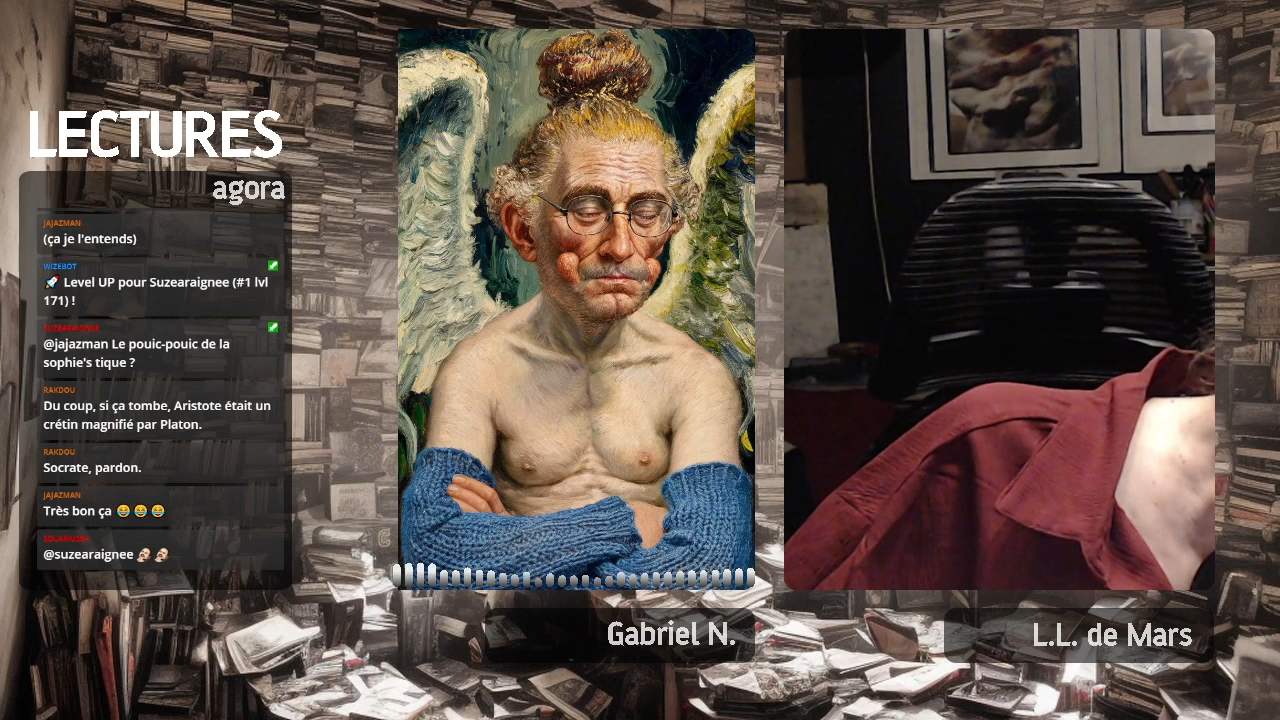 LECTURES
agora
JAJAZMAN
(ça je l'entends)
WIZEBOT
🚀 Level UP pour Suzearaignee (#1 lvl
171) !
SUZEARAIGNEE
@jajazman Le pouic-pouic de la
sophie's tique ?
RAKDOU
Du coup, si ça tombe, Aristote était un
crétin magnifié par Platon.
RAKDOU
Socrate, pardon.
JAJAZMAN
Très bon ça 😂 😂 😂
@suzearaignee
Gabriel N.
L.L. de Mars